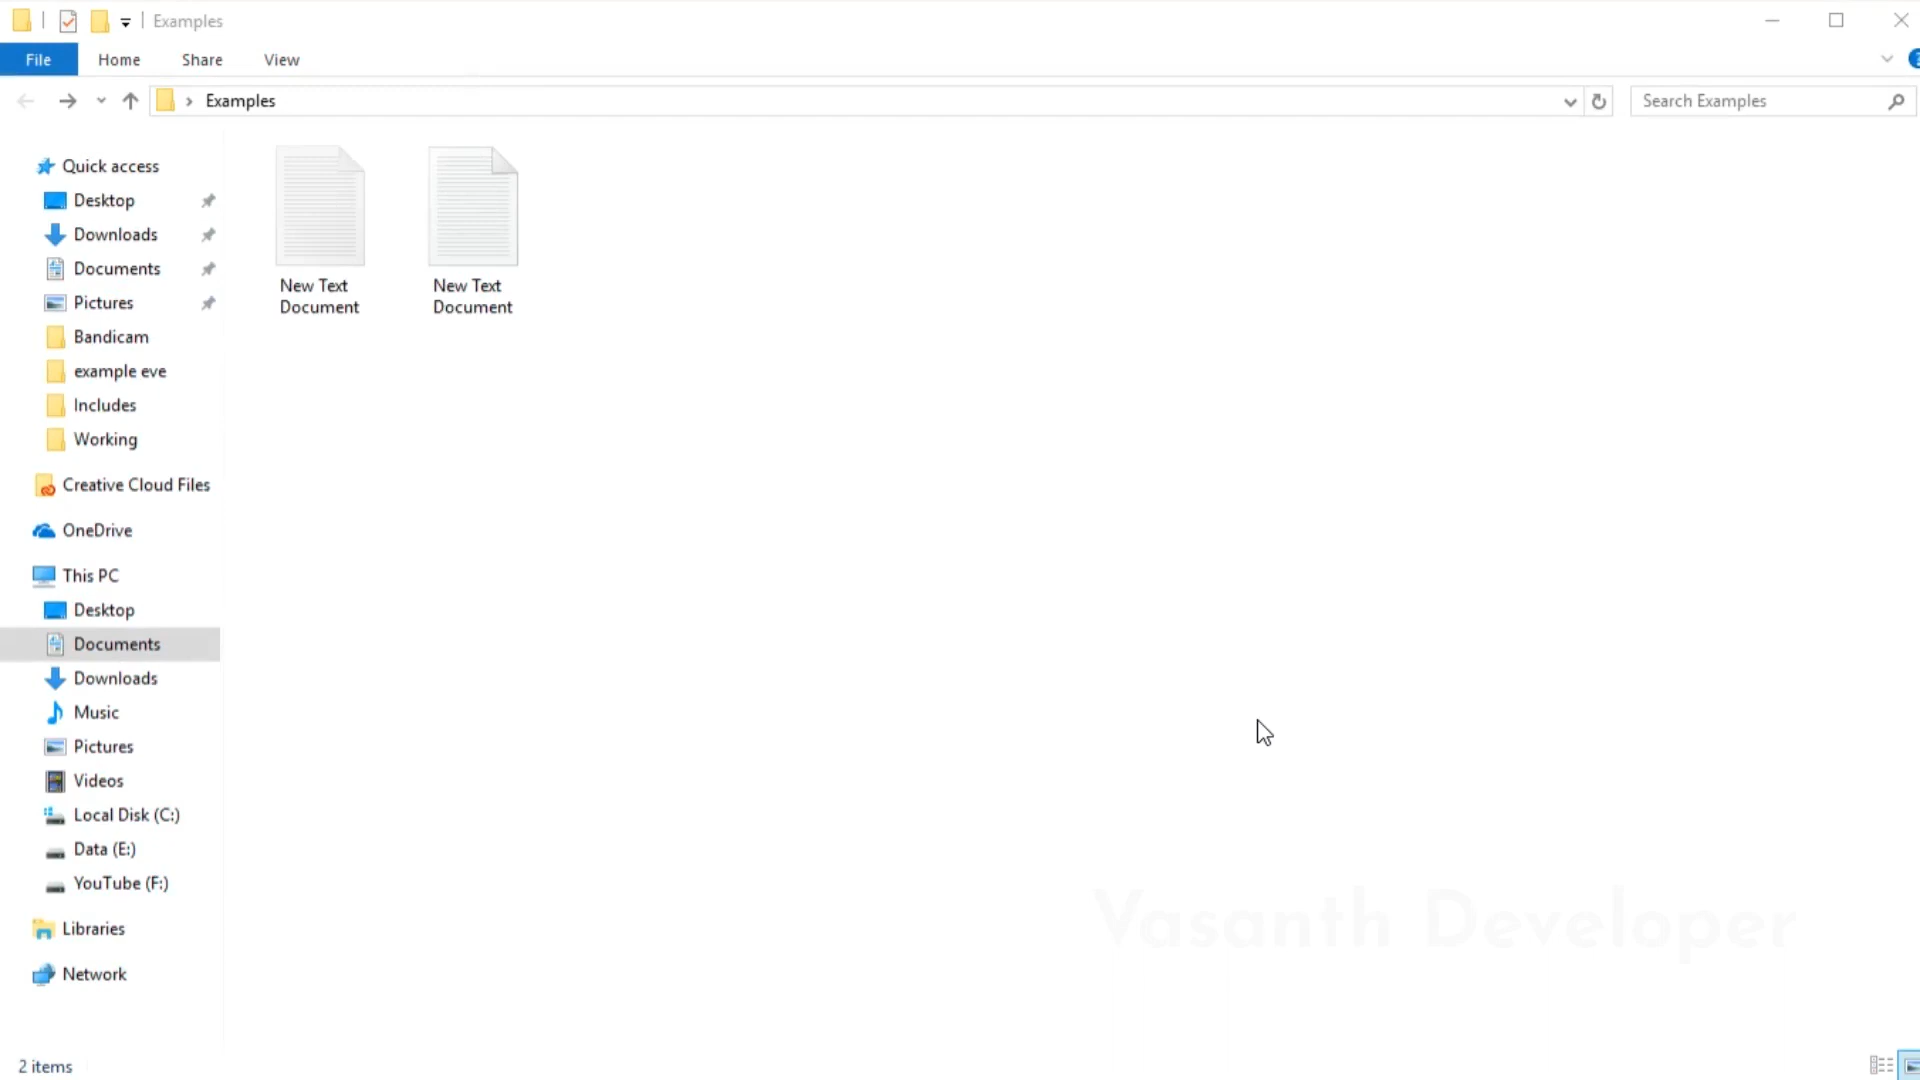 Examples
File Home Share View
Examples
Search Examples
Quick access
Desktop
Downloads
Documents
Pictures
Bandicam
example eve
Includes
Working
Creative Cloud Files
OneDrive
This PC
Desktop
Documents
Downloads
Music
Pictures
Videos
Local Disk (C:)
Data (E:)
YouTube (F:)
Libraries
Network
New Text
Document
New Text
Document
Vasanth Developer
2 items